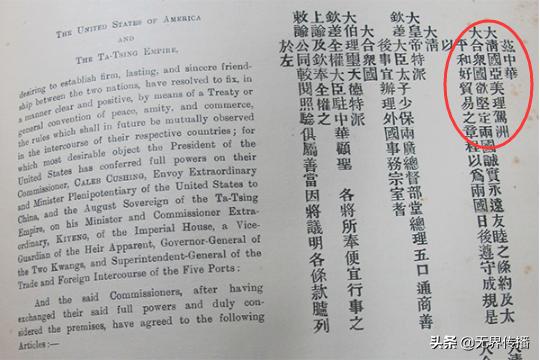 THE UNITED STATES OF AMERICA
AND
THE TA-TSING EMPIRE,
desiring to establish firm, lasting, and sincere friend-
ship between the two nations, have resolved to fix, in
a manner clear and positive, by means of a Treaty or
general convention of peace, amity, and commerce,
the rules which shall in future be mutually observed
in the intercourse of their respective countries; for
which most desirable object the President of the
United States has conferred full powers on their
Commissioner, CALEB CUSHING, Envoy Extraordinary
and Minister Plenipotentiary of the United States to
China, and the August Sovereign of the Ta-Tsing
Empire, on his Minister and Commissioner Extra-
ordinary, KIYENG, of the Imperial House, a Vice-
Guardian of the Heir Apparent, Governor-General of
the Two Kwangs, and Superintendent-General of the
Trade and Foreign Intercourse of the Five Ports:
And the said Commissioners, after having
exchanged their said full powers and duly con-
sidered the premises, have agreed to the following
Articles:—
茲中華
大清國亞美理駕洲
大合衆國欲堅定兩國誠實永遠友睦之條約及太
平和好貿易之章程以爲兩國日後遵守成規是
以
大清
大皇帝特派
欽差大臣太子少保兩廣總督部堂總理五口通商善
後事宜辦理外國事務宗室耆
大合衆國
大伯理璽天德特派
欽差全權大臣駐中華顧聖 各將所奉便宜行事之
上諭及欽奉全權之
敕諭公同較閱照驗俱屬善當因將議明各條款臚列
於左
头条 @无界传播